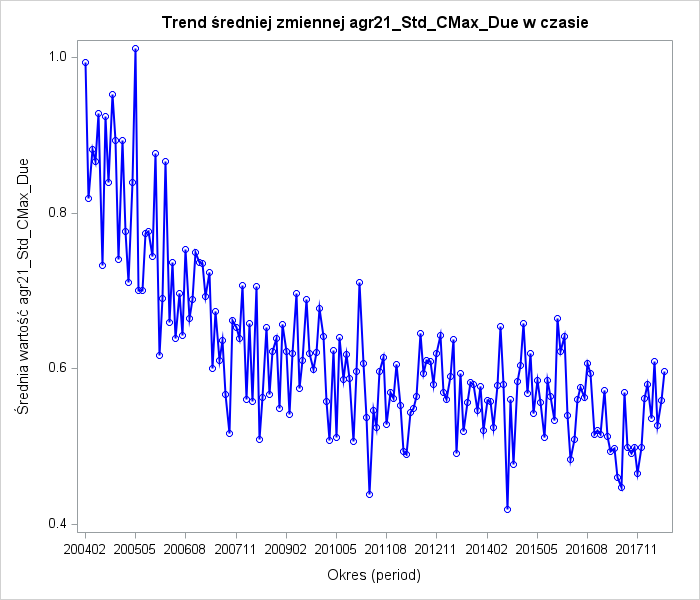 Trend średniej zmiennej agr21_Std_CMax_Due w czasie
1.0
0.8
0.6
0.4
Średnia wartość agr21_Std_CMax_Due
200402 200505 200608 200711 200902 201005 201108 201211 201402 201505 201608 201711
Okres (period)